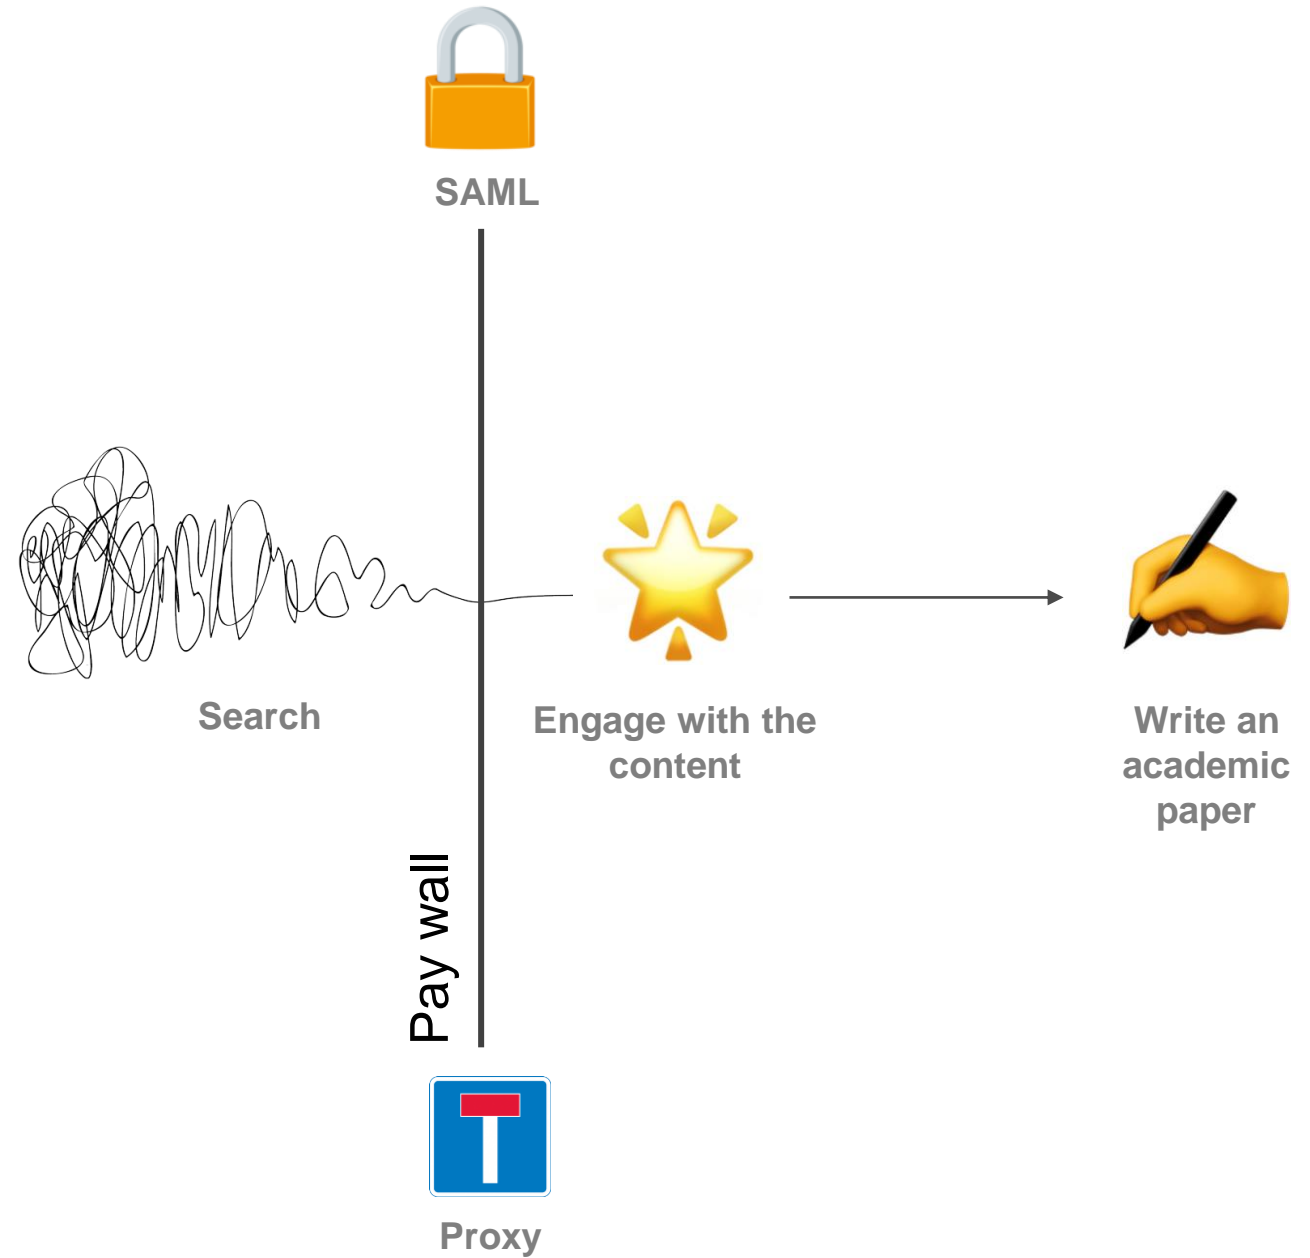 SAML
Search
Engage with the
content
Write an
academic
paper
Pay wall
Proxy